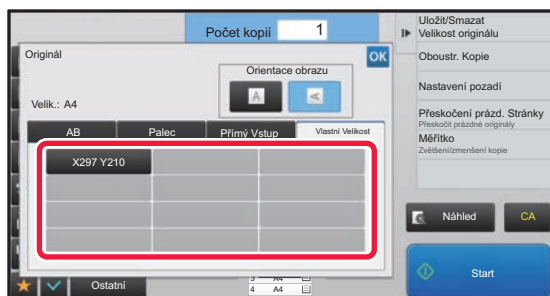 Počet kopií 1
Originál
OK
Orientace obrazu
A A
Velik.: A4
AB Palec Přímý Vstup Vlastní Velikost
X297 Y210
Ostatní
3 A4
4 A4
Uložit/Smazat
Velikost originálu
Oboustr. Kopie
Nastavení pozadí
Přeskočení prázd. Stránky
Přeskočit prázdné originály
Měřítko
Zvětšení/zmenšení kopie
Náhled CA
Start